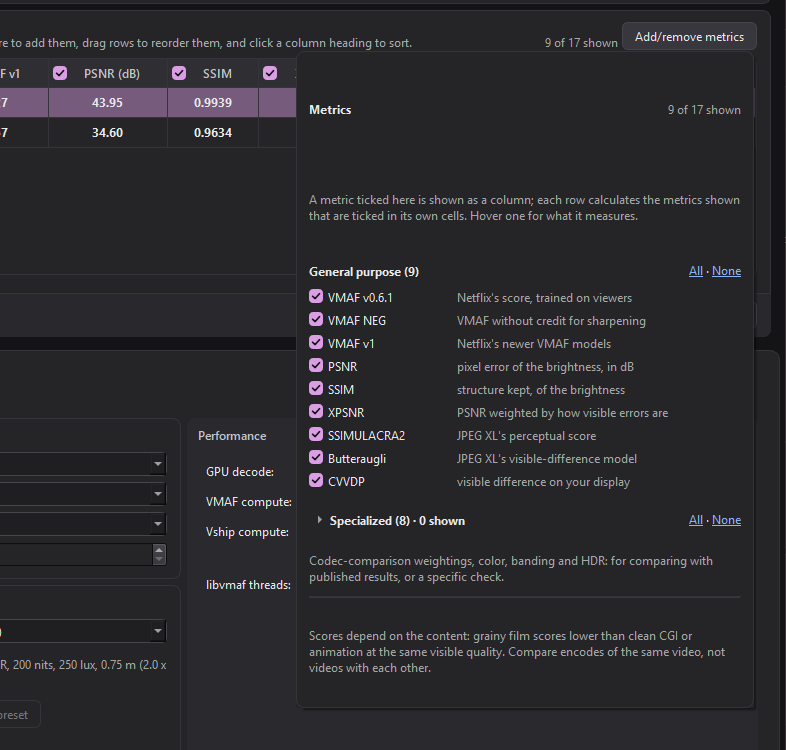 re to add them, drag rows to reorder them, and click a column heading to sort.
9 of 17 shown
Add/remove metrics
F v1
PSNR (dB)
SSIM
7
43.95
0.9939
7
34.60
0.9634
Metrics
9 of 17 shown
A metric ticked here is shown as a column; each row calculates the metrics shown
that are ticked in its own cells. Hover one for what it measures.
General purpose (9)
All · None
VMAF v0.6.1 Netflix's score, trained on viewers
VMAF NEG VMAF without credit for sharpening
VMAF v1 Netflix's newer VMAF models
PSNR pixel error of the brightness, in dB
SSIM structure kept, of the brightness
XPSNR PSNR weighted by how visible errors are
SSIMULACRA2 JPEG XL's perceptual score
Butteraugli JPEG XL's visible-difference model
CVVDP visible difference on your display
Specialized (8) · 0 shown
All · None
Codec-comparison weightings, color, banding and HDR: for comparing with
published results, or a specific check.
Scores depend on the content: grainy film scores lower than clean CGI or
animation at the same visible quality. Compare encodes of the same video, not
videos with each other.
Performance
GPU decode:
VMAF compute:
Vship compute:
libvmaf threads:
)
R, 200 nits, 250 lux, 0.75 m (2.0 x
preset